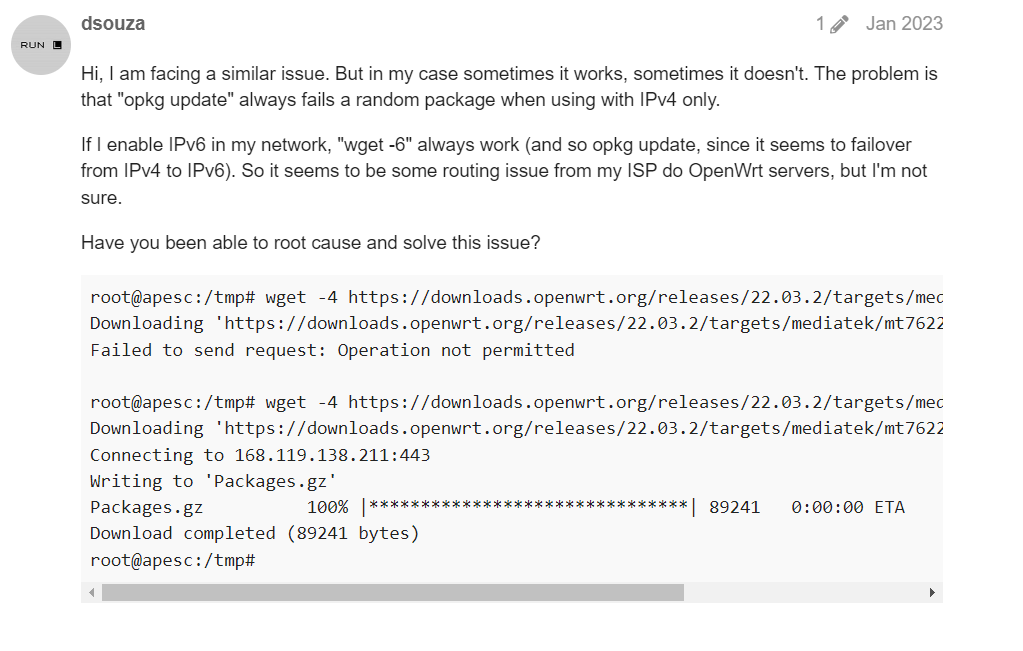 dsouza
1
Jan 2023
RUN
Hi, I am facing a similar issue. But in my case sometimes it works, sometimes it doesn't. The problem is
that "opkg update" always fails a random package when using with IPv4 only.
If I enable IPv6 in my network, "wget -6" always work (and so opkg update, since it seems to failover
from IPv4 to IPv6). So it seems to be some routing issue from my ISP do OpenWrt servers, but I'm not
sure.
Have you been able to root cause and solve this issue?
root@apesc:/tmp# wget -4 https://downloads.openwrt.org/releases/22.03.2/targets/med
Downloading 'https://downloads.openwrt.org/releases/22.03.2/targets/mediatek/mt7622
Failed to send request: Operation not permitted
root@apesc:/tmp# wget -4 https://downloads.openwrt.org/releases/22.03.2/targets/med
Downloading 'https://downloads.openwrt.org/releases/22.03.2/targets/mediatek/mt7622
Connecting to 168.119.138.211:443
Writing to 'Packages.gz'
Packages.gz          100% |*******************************| 89241   0:00:00 ETA
Download completed (89241 bytes)
root@apesc:/tmp#